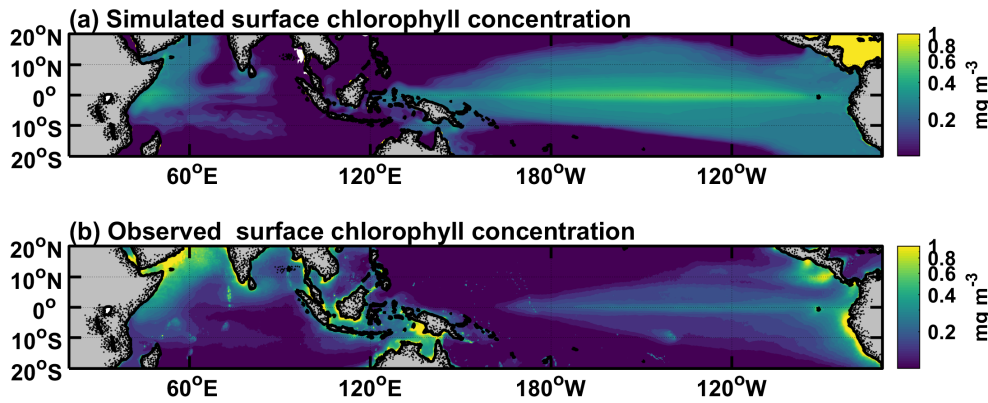 (a) Simulated surface chlorophyll concentration
20°N
10°N
0°
10°S
20°S
60°E 120°E 180°W 120°W
1
0.8
0.6
0.4
0.2
mg m⁻³
(b) Observed surface chlorophyll concentration
20°N
10°N
0°
10°S
20°S
60°E 120°E 180°W 120°W
1
0.8
0.6
0.4
0.2
mg m⁻³